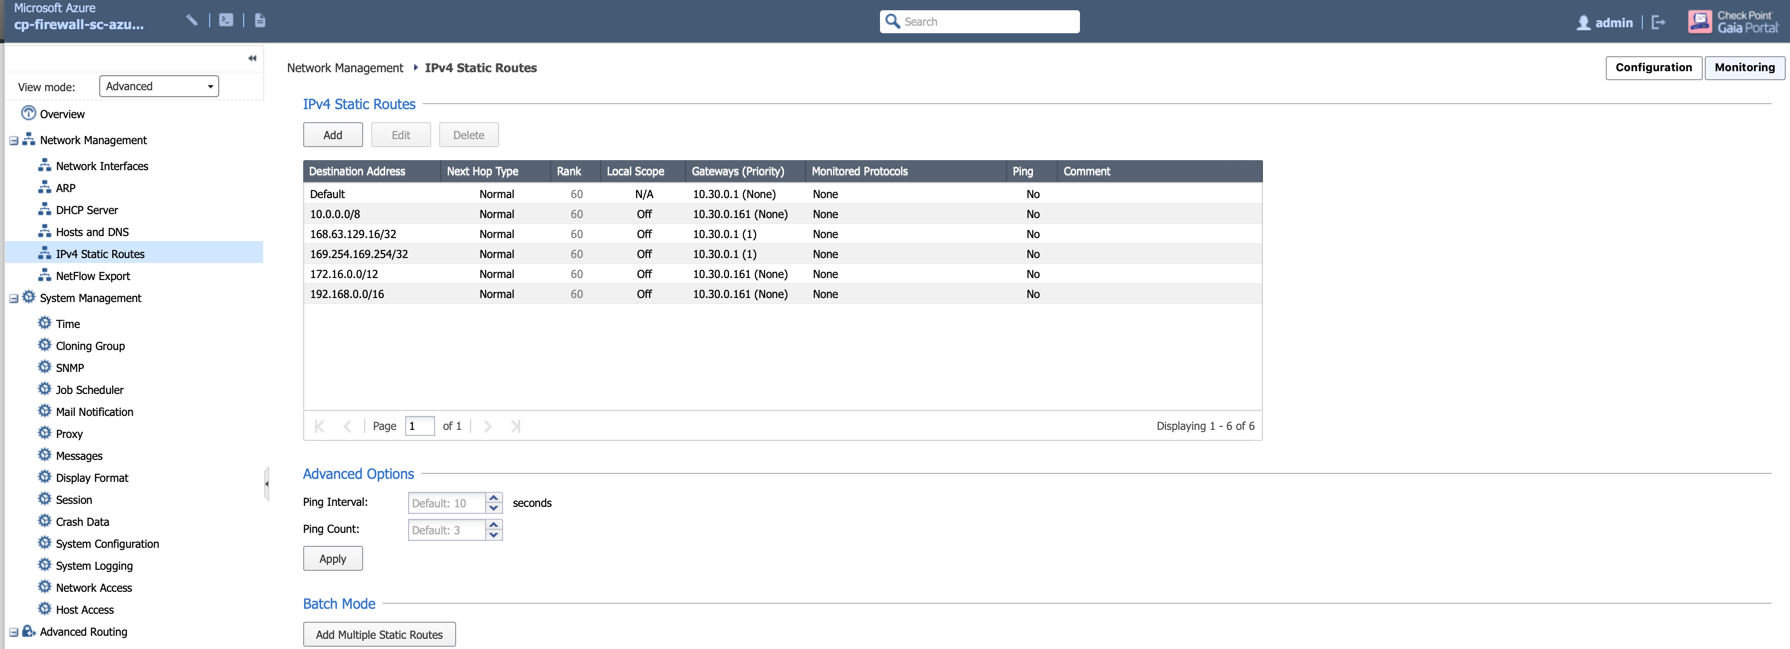 Microsoft Azure
cp-firewall-sc-azu...
Search
admin
Check Point
Gaia Portal
View mode: Advanced
Overview
Network Management
Network Interfaces
ARP
DHCP Server
Hosts and DNS
IPv4 Static Routes
NetFlow Export
System Management
Time
Cloning Group
SNMP
Job Scheduler
Mail Notification
Proxy
Messages
Display Format
Session
Crash Data
System Configuration
System Logging
Network Access
Host Access
Advanced Routing
Network Management IPv4 Static Routes
Configuration Monitoring
IPv4 Static Routes
Add Edit Delete
Destination Address Next Hop Type Rank Local Scope Gateways (Priority) Monitored Protocols Ping Comment
Default Normal 60 N/A 10.30.0.1 (None) None No
10.0.0.0/8 Normal 60 Off 10.30.0.161 (None) None No
168.63.129.16/32 Normal 60 Off 10.30.0.1 (1) None No
169.254.169.254/32 Normal 60 Off 10.30.0.1 (1) None No
172.16.0.0/12 Normal 60 Off 10.30.0.161 (None) None No
192.168.0.0/16 Normal 60 Off 10.30.0.161 (None) None No
Page 1 of 1 Displaying 1 - 6 of 6
Advanced Options
Ping Interval: Default: 10 seconds
Ping Count: Default: 3
Apply
Batch Mode
Add Multiple Static Routes